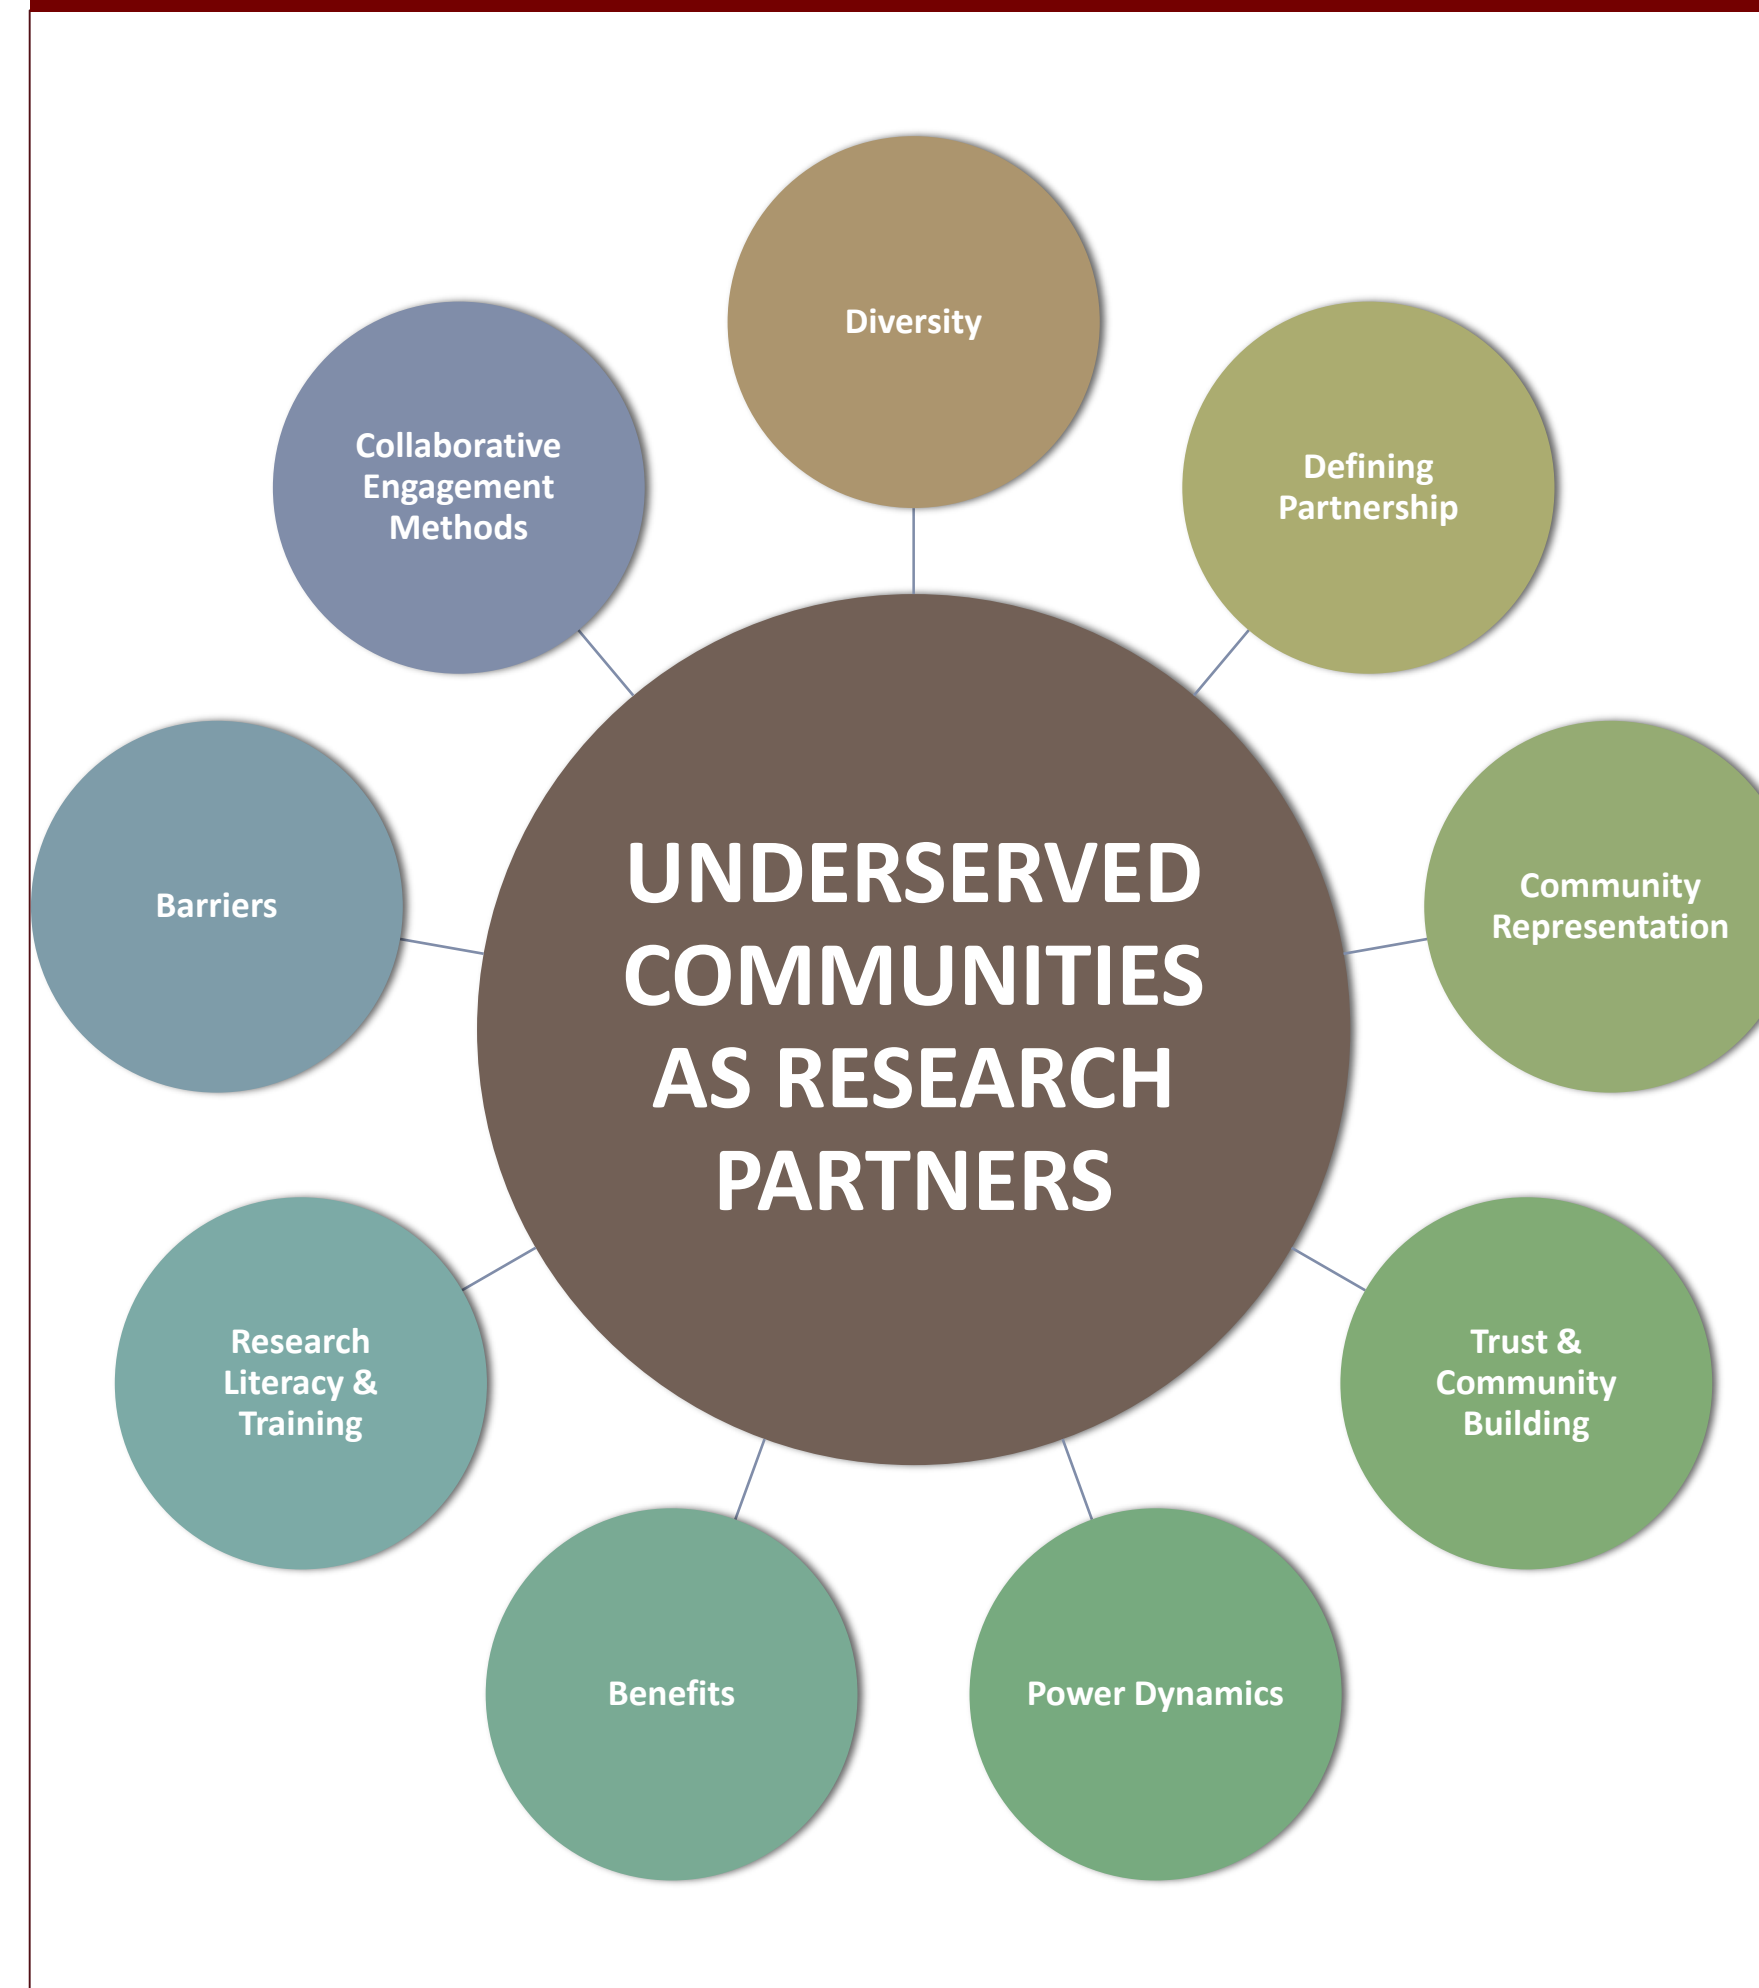 Diversity
Defining
Partnership
Community
Representation
Trust &
Community
Building
Power Dynamics
Benefits
Research
Literacy &
Training
Barriers
Collaborative
Engagement
Methods
UNDERSERVED
COMMUNITIES
AS RESEARCH
PARTNERS